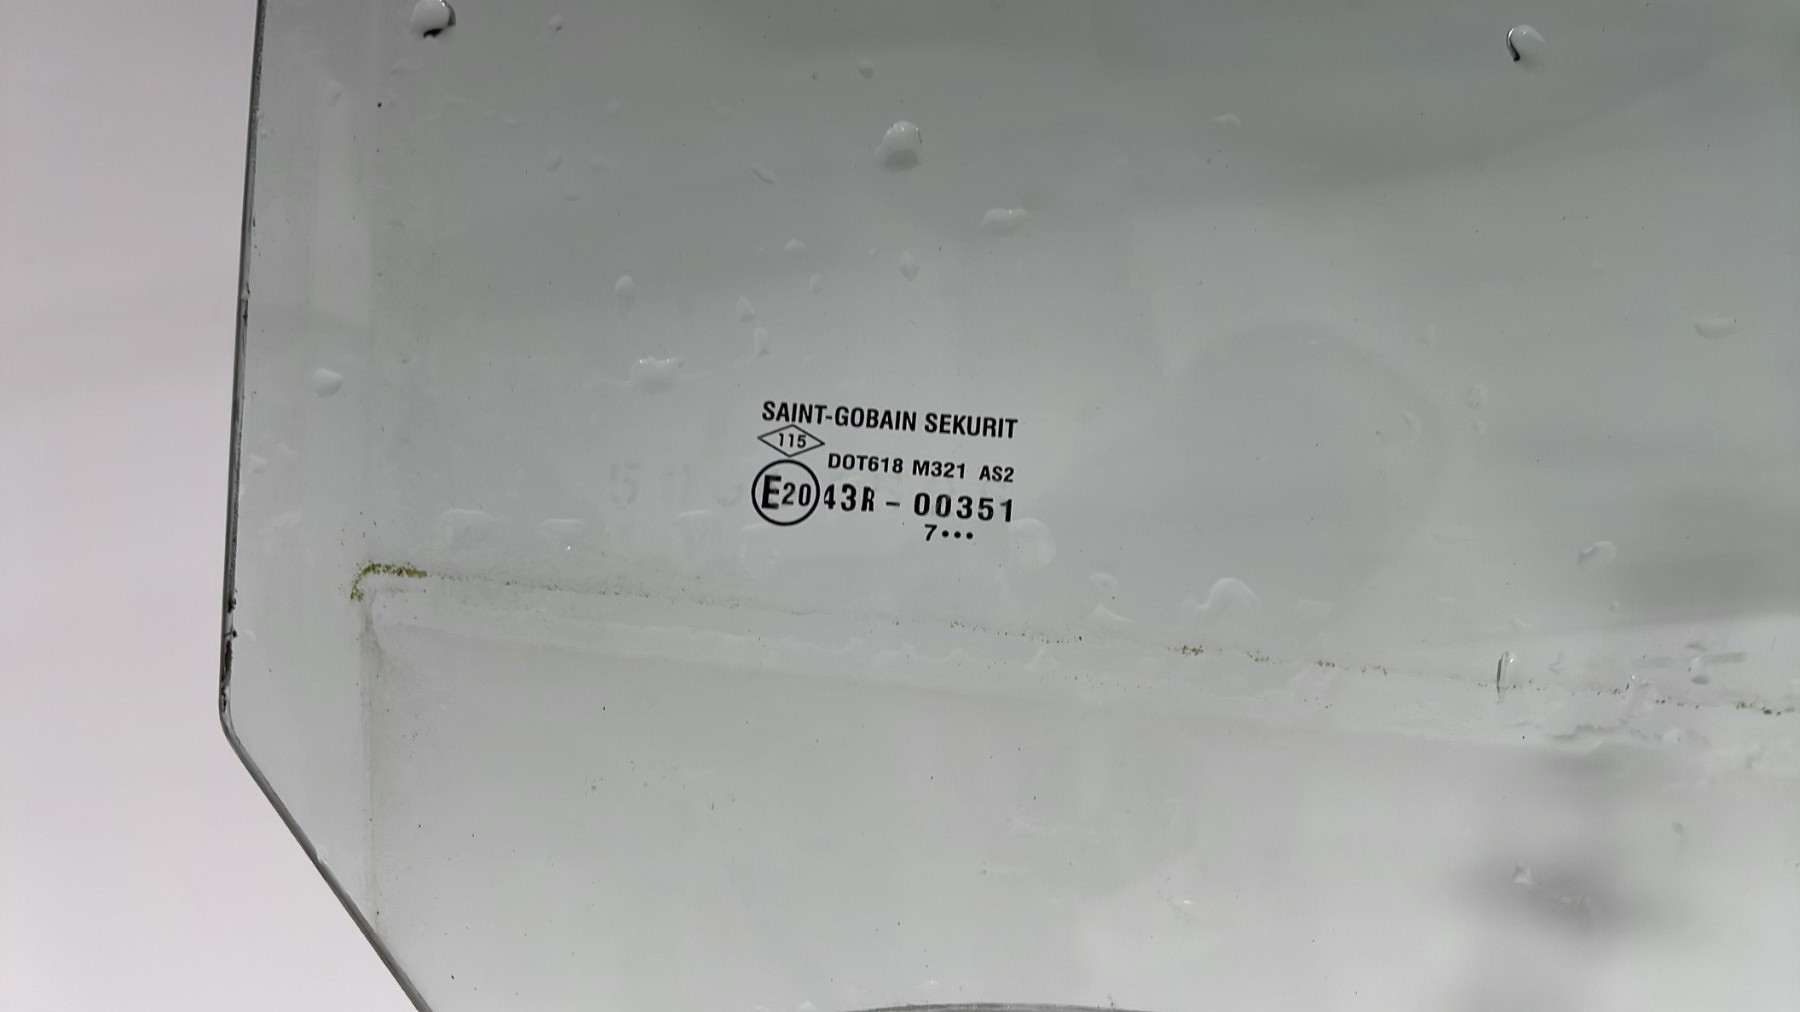 SAINT-GOBAIN SEKURIT
115
DOT618 M321 AS2
E20 43R - 00351
7•••